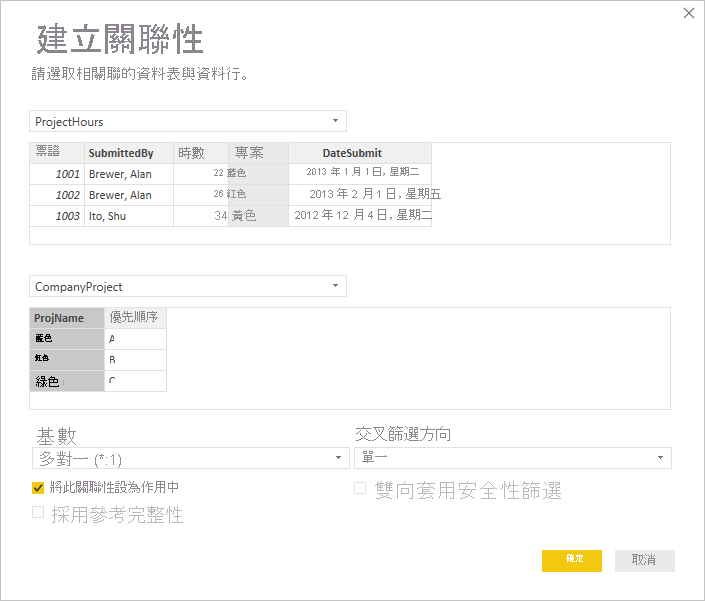 建立關聯性
請選取相關聯的資料表與資料行。
ProjectHours
票證 SubmittedBy 時數 專案 DateSubmit
1001 Brewer, Alan 22 藍色 2013 年 1 月 1 日, 星期二
1002 Brewer, Alan 26 紅色 2013 年 2 月 1 日, 星期五
1003 Ito, Shu 34 黃色 2012 年 12 月 4 日, 星期二
CompanyProject
ProjName 優先順序
藍色 A
紅色 B
綠色 C
基數 交叉篩選方向
多對一 (*:1) 單一
將此關聯性設為作用中 雙向套用安全性篩選
採用參考完整性
確定 取消